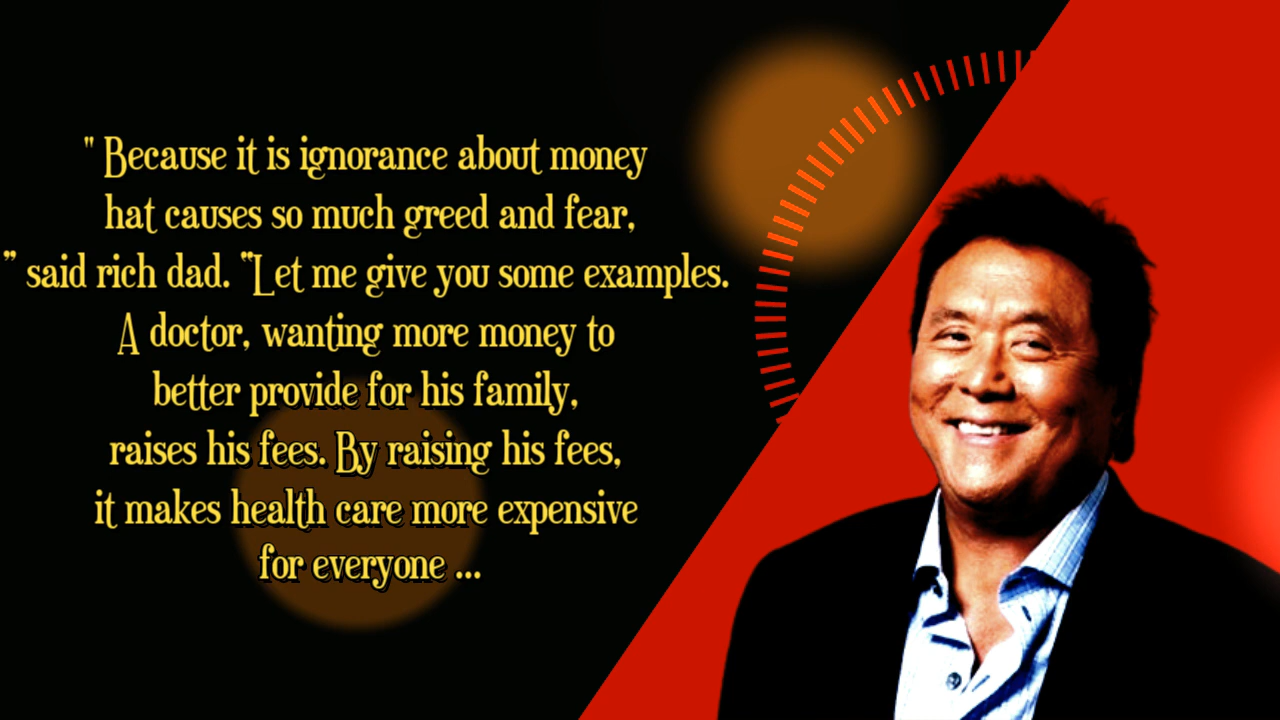 " Because it is ignorance about money
hat causes so much greed and fear,
” said rich dad. “Let me give you some examples.
A doctor, wanting more money to
better provide for his family,
raises his fees. By raising his fees,
it makes health care more expensive
for everyone ...